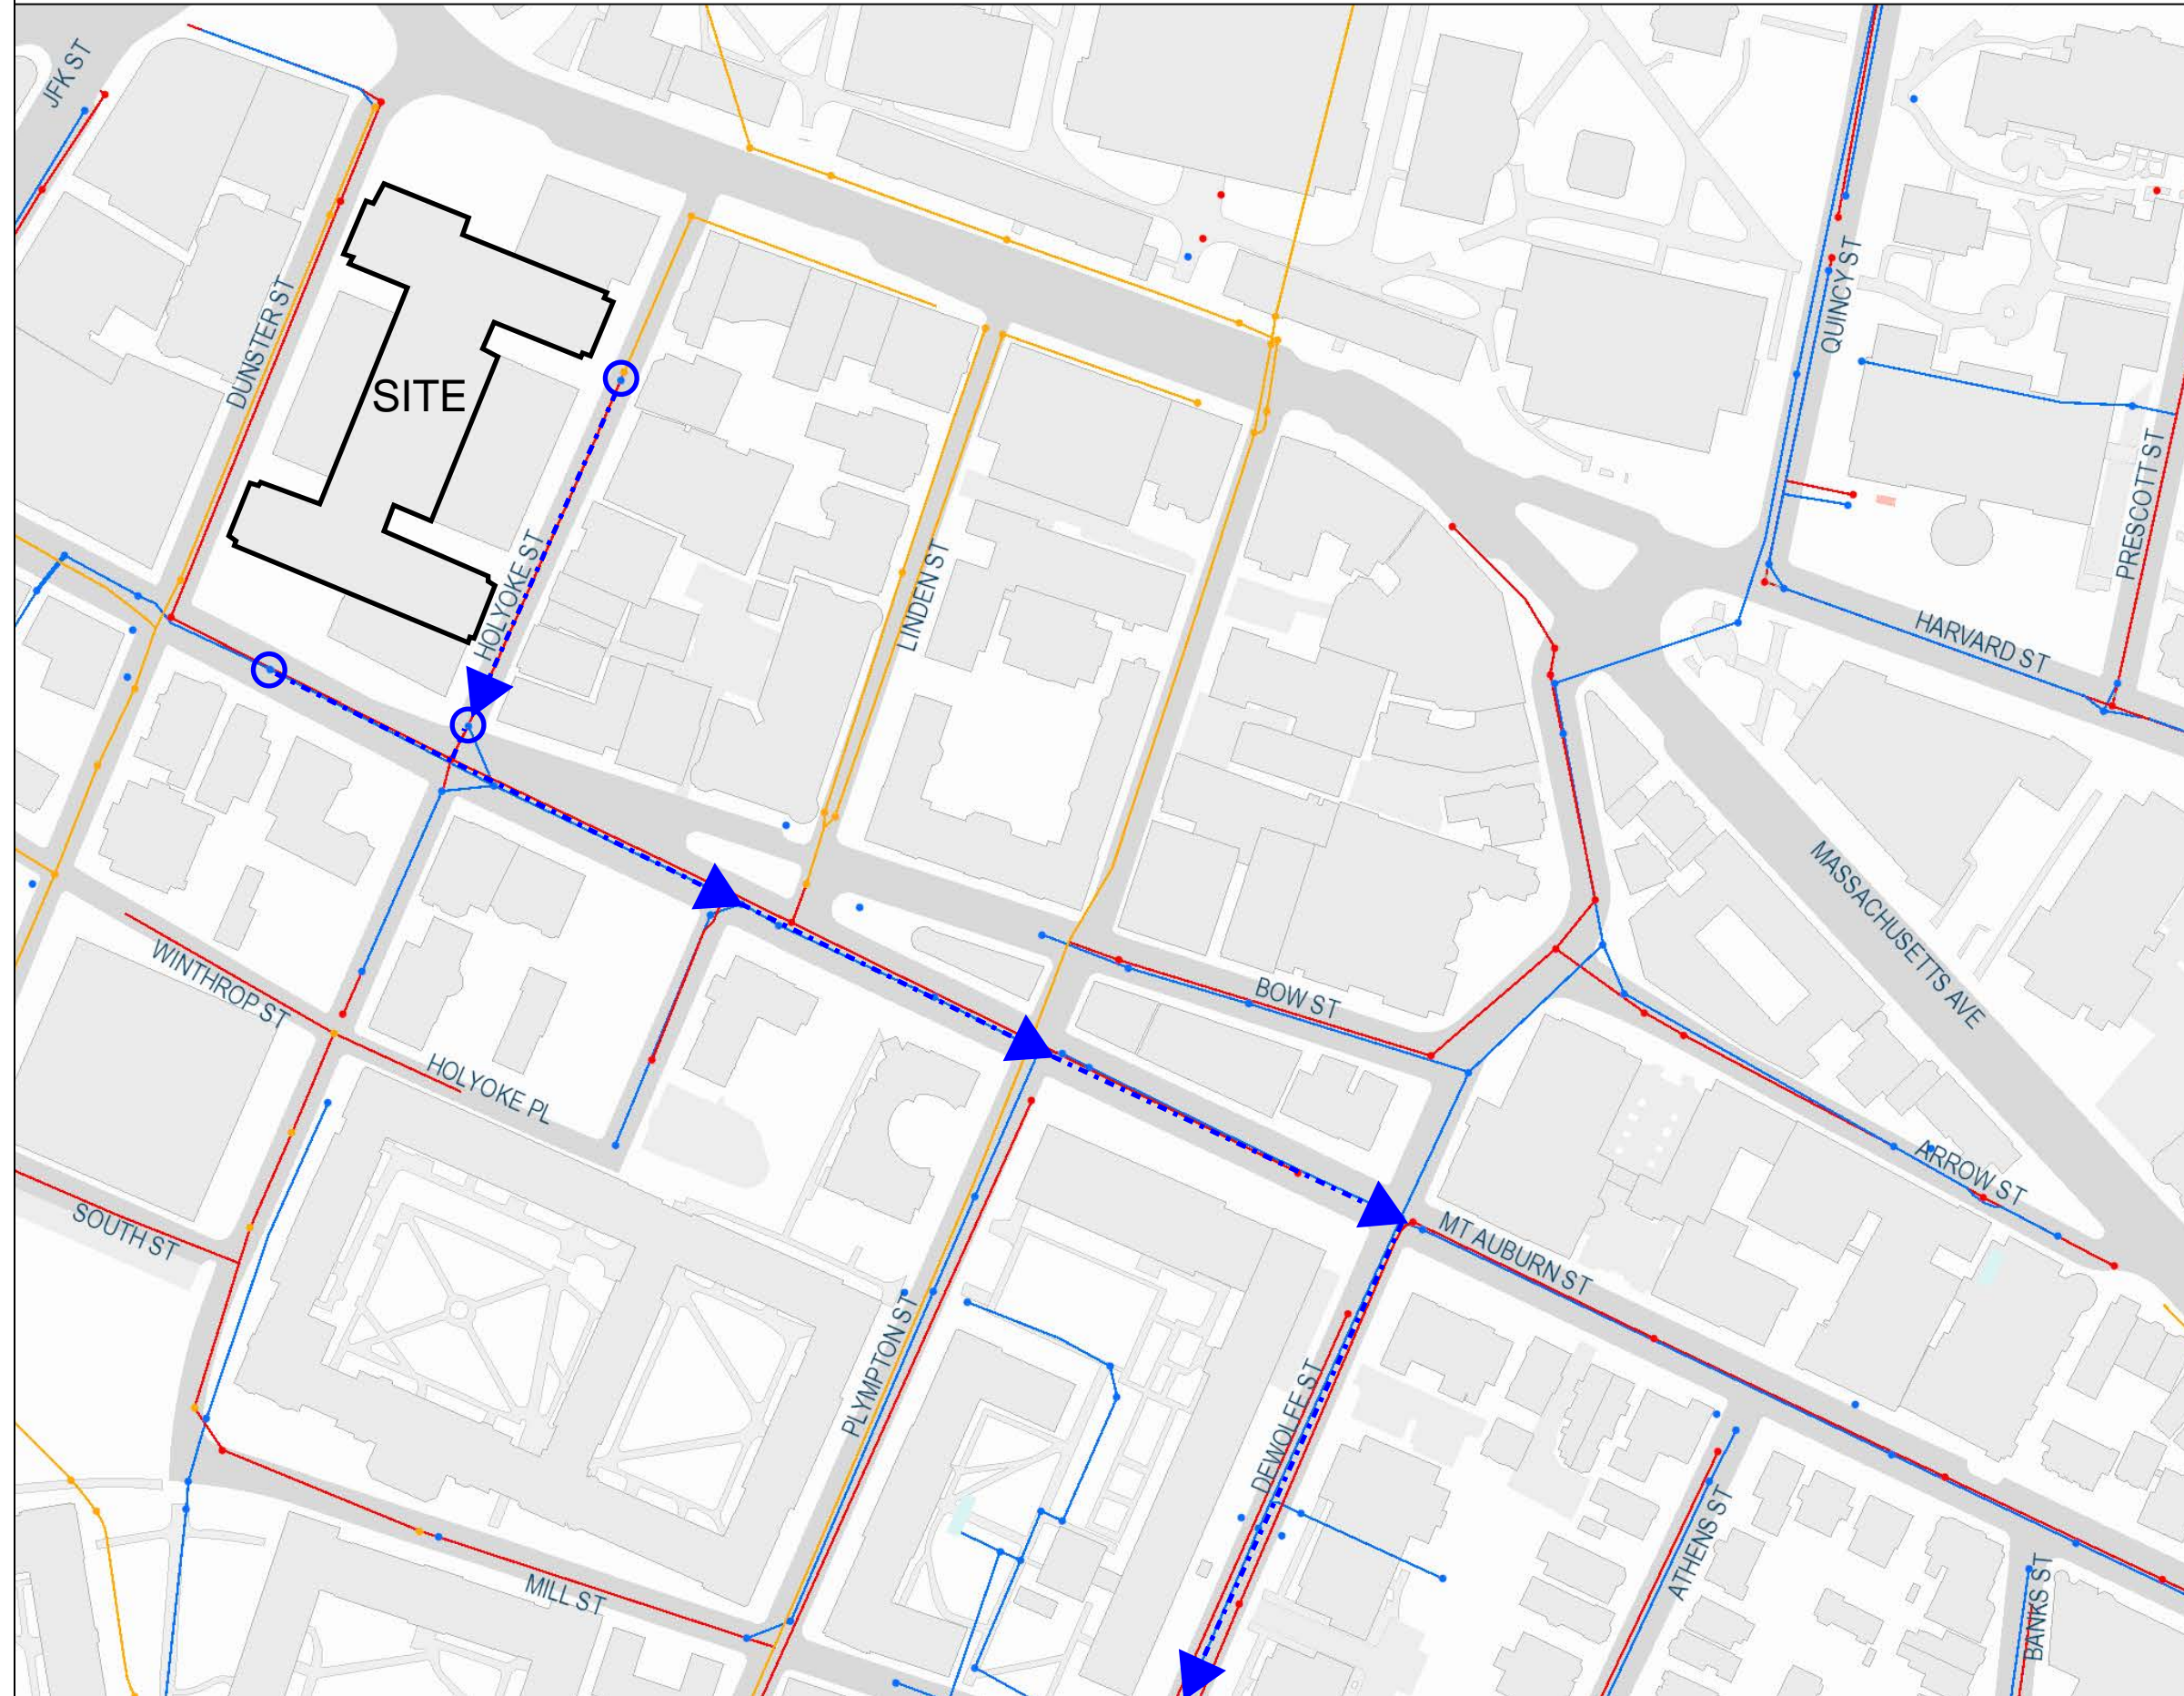 JFK ST
DUNSTER ST
SITE
HOLYOKE ST
LINDEN ST
QUINCY ST
PRESCOTT ST
HARVARD ST
MASSACHUSETTS AVE
WINTHROP ST
HOLYOKE PL
BOW ST
ARROW ST
SOUTH ST
MT AUBURN ST
PLYMPTON ST
DEWOLFE ST
ATHENS ST
BANKS ST
MILL ST